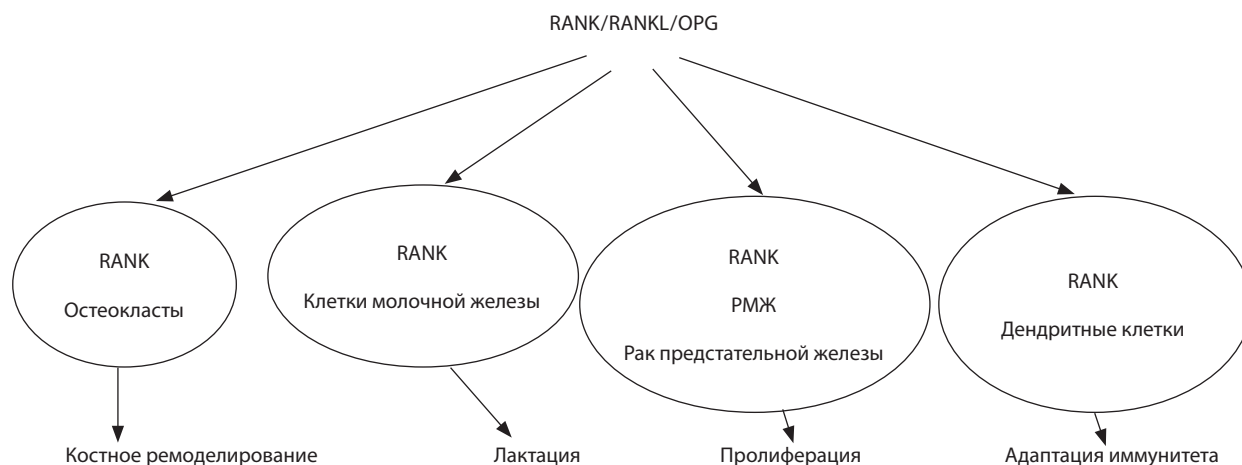 RANK/RANKL/OPG
RANK
Остеокласты
RANK
Клетки молочной железы
RANK
РМЖ
Рак предстательной железы
RANK
Дендритные клетки
Костное ремоделирование
Лактация
Пролиферация
Адаптация иммунитета